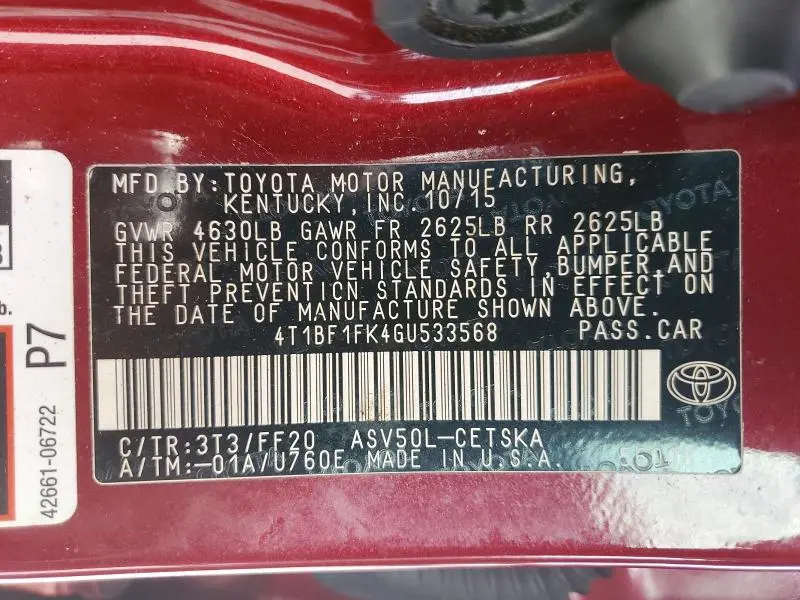 MFD BY:TOYOTA MOTOR MANUFACTURING,
KENTUCKY,INC.10/15
GVWR 4630LB GAWR FR 2625LB RR 2625LB
THIS VEHICLE CONFORMS TO ALL APPLICABLE
FEDERAL MOTOR VEHICLE SAFETY,BUMPER,AND
THEFT PREVENTION STANDARDS IN EFFECT ON
THE DATE OF MANUFACTURE SHOWN ABOVE.
4T1BF1FK4GU533568 PASS.CAR
C/TR:3T3/FF20 ASV50L-CETSKA
A/TM:-01A/U760E MADE IN U.S.A.
P7
42661-06722